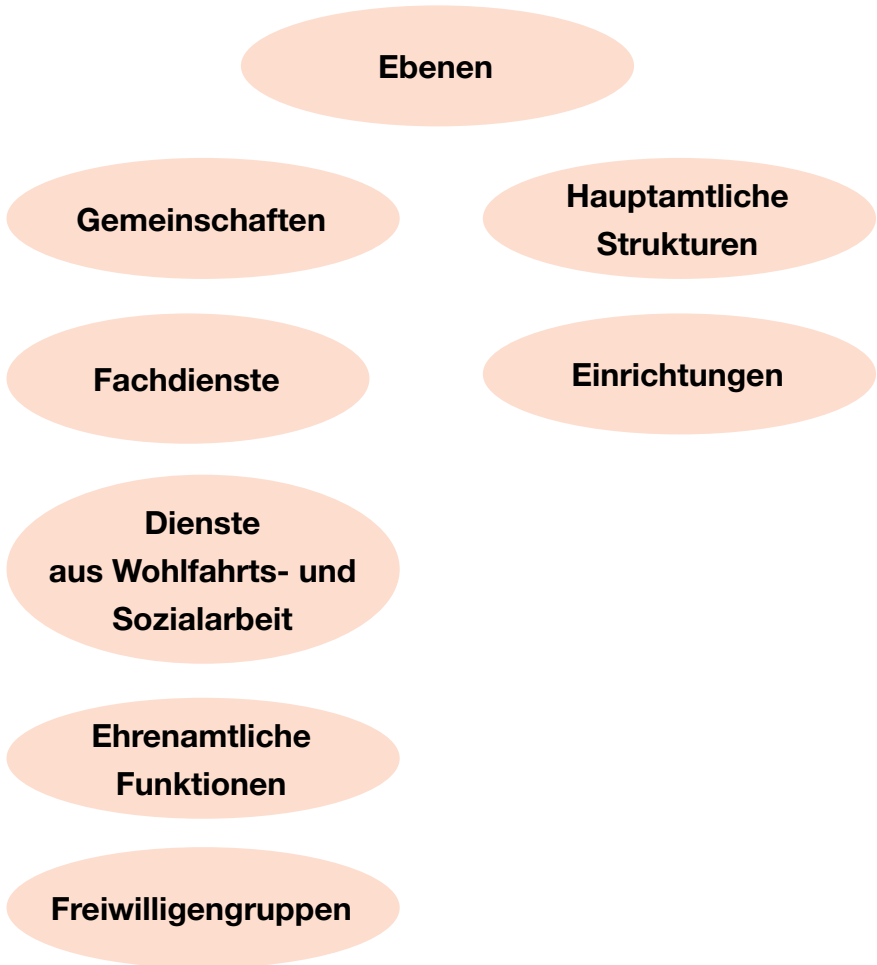 Ebenen
Gemeinschaften
Hauptamtliche
Strukturen
Fachdienste
Einrichtungen
Dienste
aus Wohlfahrts- und
Sozialarbeit
Ehrenamtliche
Funktionen
Freiwilligengruppen